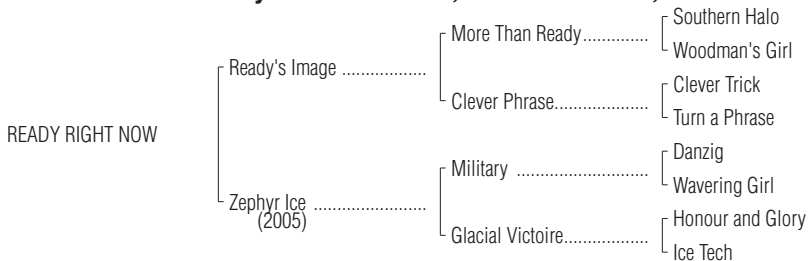 Southern Halo
More Than Ready..............
Woodman's Girl
Ready's Image ..................
Clever Trick
Clever Phrase....................
Turn a Phrase
READY RIGHT NOW
Danzig
Military ............................
Wavering Girl
Zephyr Ice ........................
(2005)
Honour and Glory
Glacial Victoire..................
Ice Tech